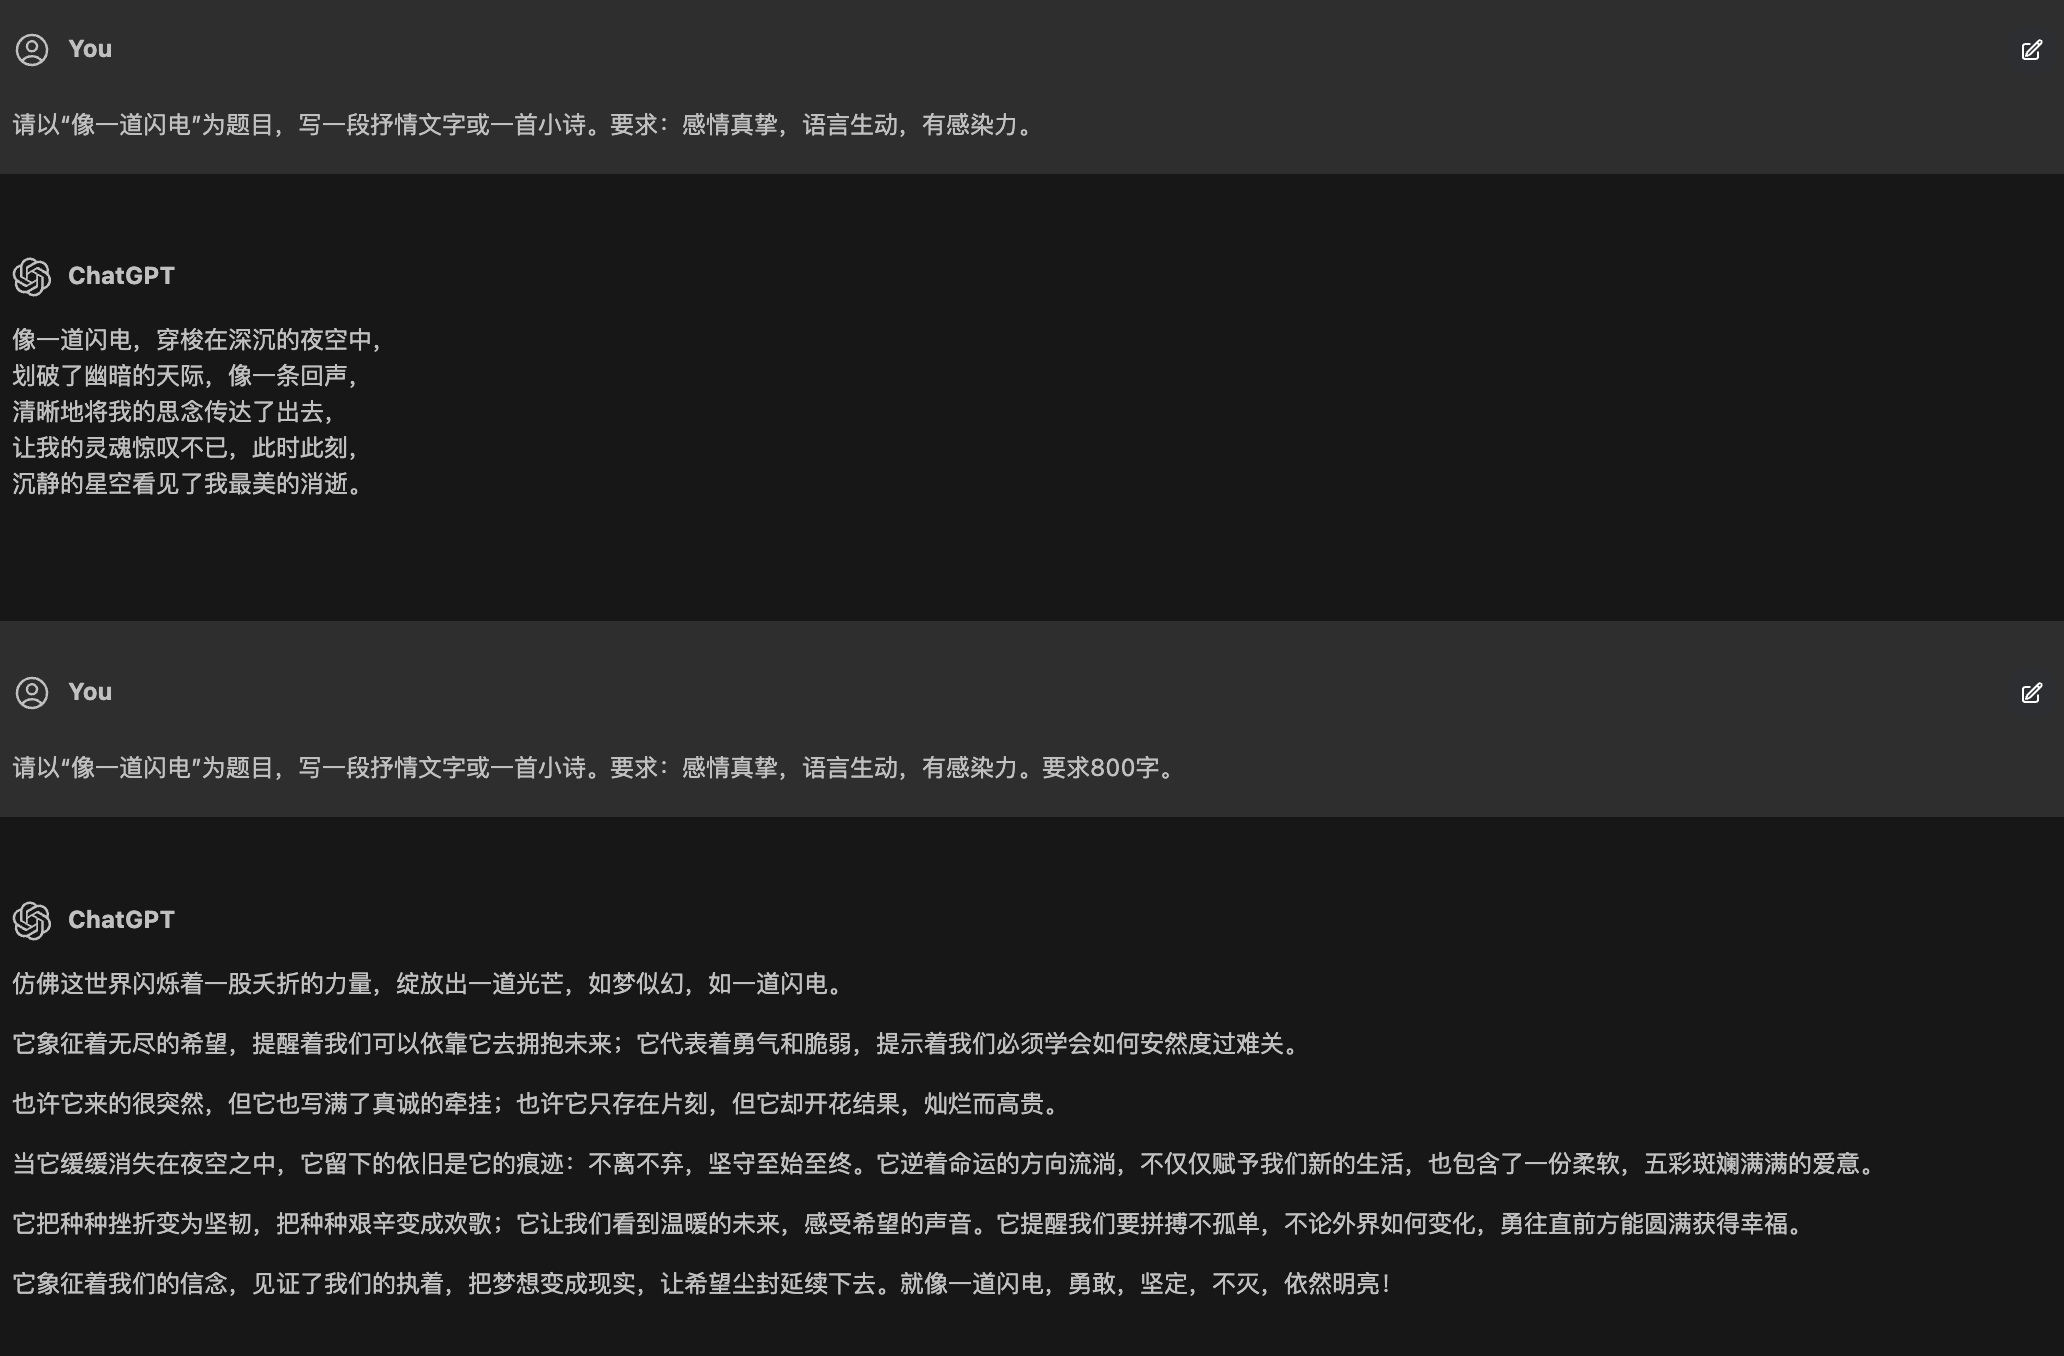 You
请以“像一道闪电”为题目，写一段抒情文字或一首小诗。要求：感情真挚，语言生动，有感染力。
ChatGPT
像一道闪电，穿梭在深沉的夜空中，
划破了幽暗的天际，像一条回声，
清晰地将我的思念传达了出去，
让我的灵魂惊叹不已，此时此刻，
沉静的星空看见了我最美的消逝。
You
请以“像一道闪电”为题目，写一段抒情文字或一首小诗。要求：感情真挚，语言生动，有感染力。要求800字。
ChatGPT
仿佛这世界闪烁着一股夭折的力量，绽放出一道光芒，如梦似幻，如一道闪电。
它象征着无尽的希望，提醒着我们可以依靠它去拥抱未来；它代表着勇气和脆弱，提示着我们必须学会如何安然度过难关。
也许它来的很突然，但它也写满了真诚的牵挂；也许它只存在片刻，但它却开花结果，灿烂而高贵。
当它缓缓消失在夜空之中，它留下的依旧是它的痕迹：不离不弃，坚守至始至终。它逆着命运的方向流淌，不仅仅赋予我们新的生活，也包含了一份柔软，五彩斑斓满满的爱意。
它把种种挫折变为坚韧，把种种艰辛变成欢歌；它让我们看到温暖的未来，感受希望的声音。它提醒我们要拼搏不孤单，不论外界如何变化，勇往直前方能圆满获得幸福。
它象征着我们的信念，见证了我们的执着，把梦想变成现实，让希望尘封延续下去。就像一道闪电，勇敢，坚定，不灭，依然明亮！